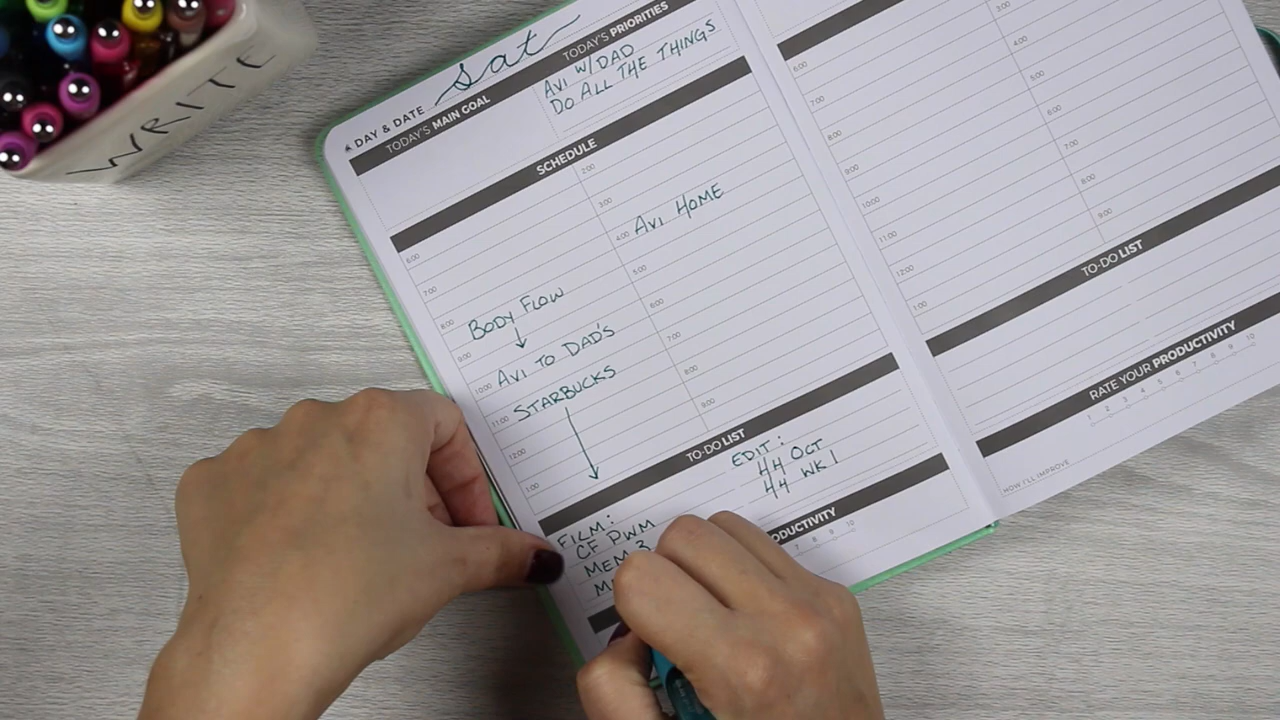 WRITE
DAY & DATE
sat
TODAY'S MAIN GOAL
TODAY'S PRIORITIES
AVI W/DAD
DO ALL THE THINGS
SCHEDULE
6:00
7:00
8:00
9:00
BODY FLOW
10:00
AVI TO DAD'S
11:00
STARBUCKS
12:00
1:00
2:00
3:00
4:00
AVI HOME
5:00
6:00
7:00
8:00
9:00
TO-DO LIST
FILM:
CF PWM
MEM 3
EDIT:
44 OCT
44 WK 1
7 8 9 10
6:00
7:00
8:00
9:00
10:00
11:00
12:00
1:00
3:00
4:00
5:00
6:00
7:00
8:00
9:00
TO-DO LIST
RATE YOUR PRODUCTIVITY
1 2 3 4 5 6 7 8 9 10
HOW I'LL IMPROVE